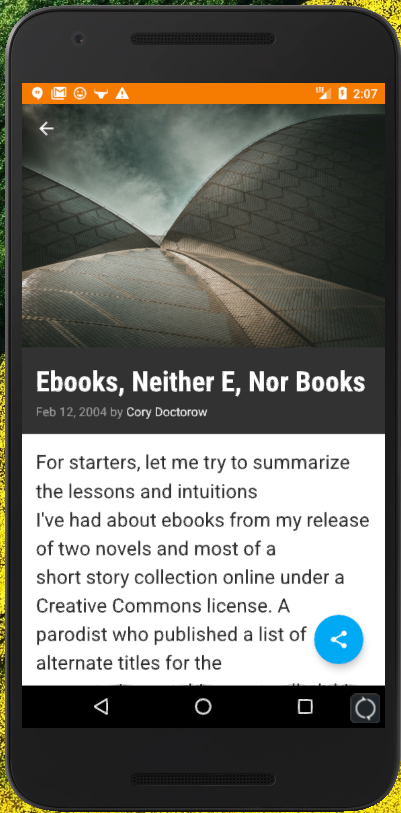 2:07
Ebooks, Neither E, Nor Books
Feb 12, 2004 by Cory Doctorow
For starters, let me try to summarize
the lessons and intuitions
I've had about ebooks from my release
of two novels and most of a
short story collection online under a
Creative Commons license. A
parodist who published a list of
alternate titles for the